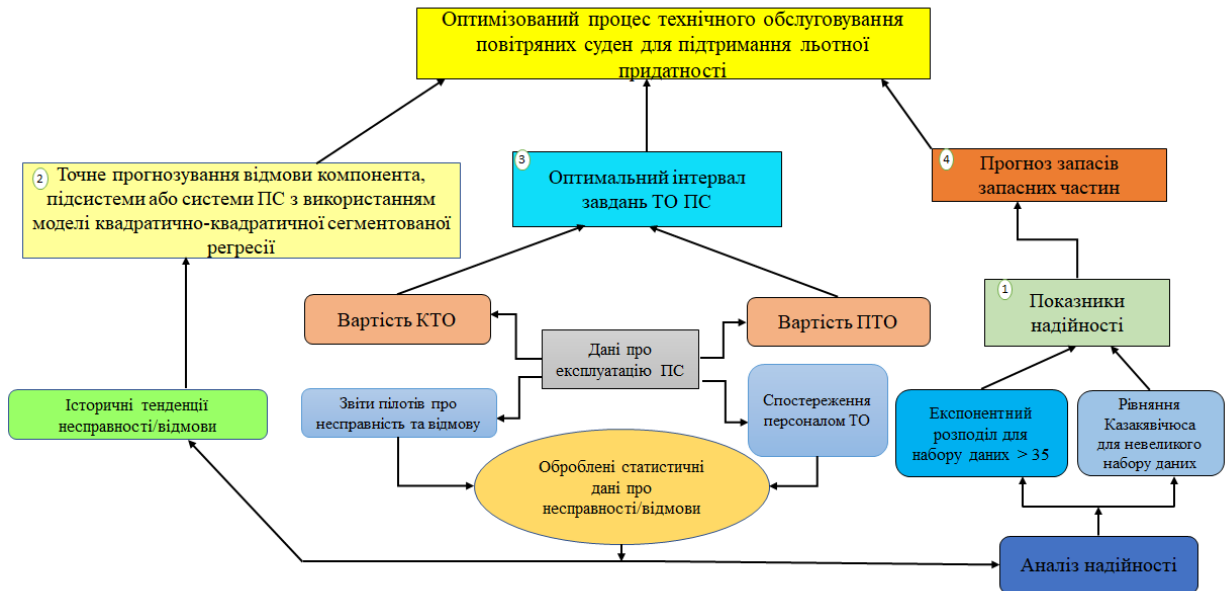 Оптимізований процес технічного обслуговування
повітряних суден для підтримання льотної
придатності
2
Точне прогнозування відмови компонента,
підсистеми або системи ПС з використанням
моделі квадратично-квадратичної сегментованої
регресії
3
Оптимальний інтервал
завдань ТО ПС
4
Прогноз запасів
запасних частин
1
Показники
надійності
Вартість КТО
Вартість ПТО
Дані про
експлуатацію ПС
Історичні тенденції
несправності/відмови
Звіти пілотів про
несправність та відмову
Спостереження
персоналом ТО
Експонентний
розподіл для
набору даних > 35
Рівняння
Казакявічюса
для невеликого
набору даних
Оброблені статистичні
дані про
несправності/відмови
Аналіз надійності